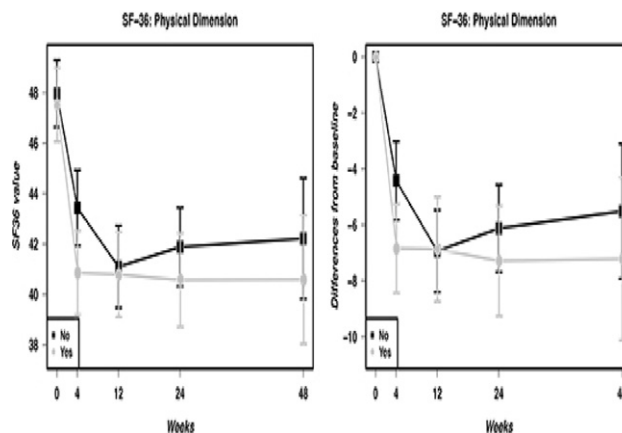 SF-36: Physical Dimension
SF36 value
48
46
44
42
40
38
No
Yes
0 4 12 24 48
Weeks
SF-36: Physical Dimension
Differences from baseline
0
-2
-4
-6
-8
-10
No
Yes
0 4 12 24
Weeks